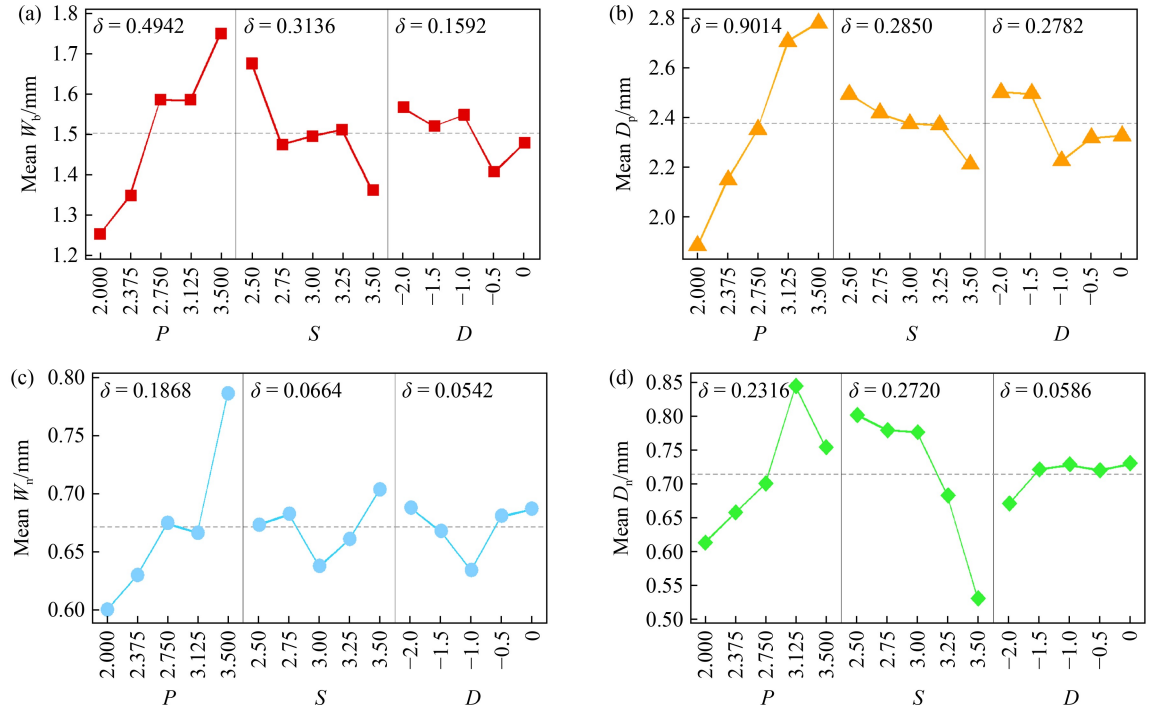 (a)
δ = 0.4942 δ = 0.3136 δ = 0.1592
Mean W_b/mm
1.8
1.7
1.6
1.5
1.4
1.3
1.2
2.000 2.375 2.750 3.125 3.500 2.50 2.75 3.00 3.25 3.50 −2.0 −1.5 −1.0 −0.5 0
P S D
(b)
δ = 0.9014 δ = 0.2850 δ = 0.2782
Mean D_p/mm
2.8
2.6
2.4
2.2
2.0
2.000 2.375 2.750 3.125 3.500 2.50 2.75 3.00 3.25 3.50 −2.0 −1.5 −1.0 −0.5 0
P S D
(c)
δ = 0.1868 δ = 0.0664 δ = 0.0542
Mean W_n/mm
0.80
0.75
0.70
0.65
0.60
2.000 2.375 2.750 3.125 3.500 2.50 2.75 3.00 3.25 3.50 −2.0 −1.5 −1.0 −0.5 0
P S D
(d)
δ = 0.2316 δ = 0.2720 δ = 0.0586
Mean D_n/mm
0.85
0.80
0.75
0.70
0.65
0.60
0.55
0.50
2.000 2.375 2.750 3.125 3.500 2.50 2.75 3.00 3.25 3.50 −2.0 −1.5 −1.0 −0.5 0
P S D